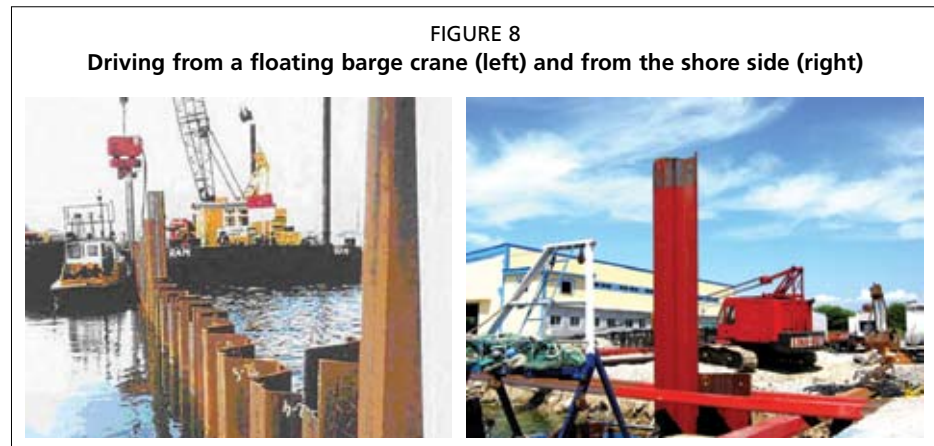 FIGURE 8
Driving from a floating barge crane (left) and from the shore side (right)